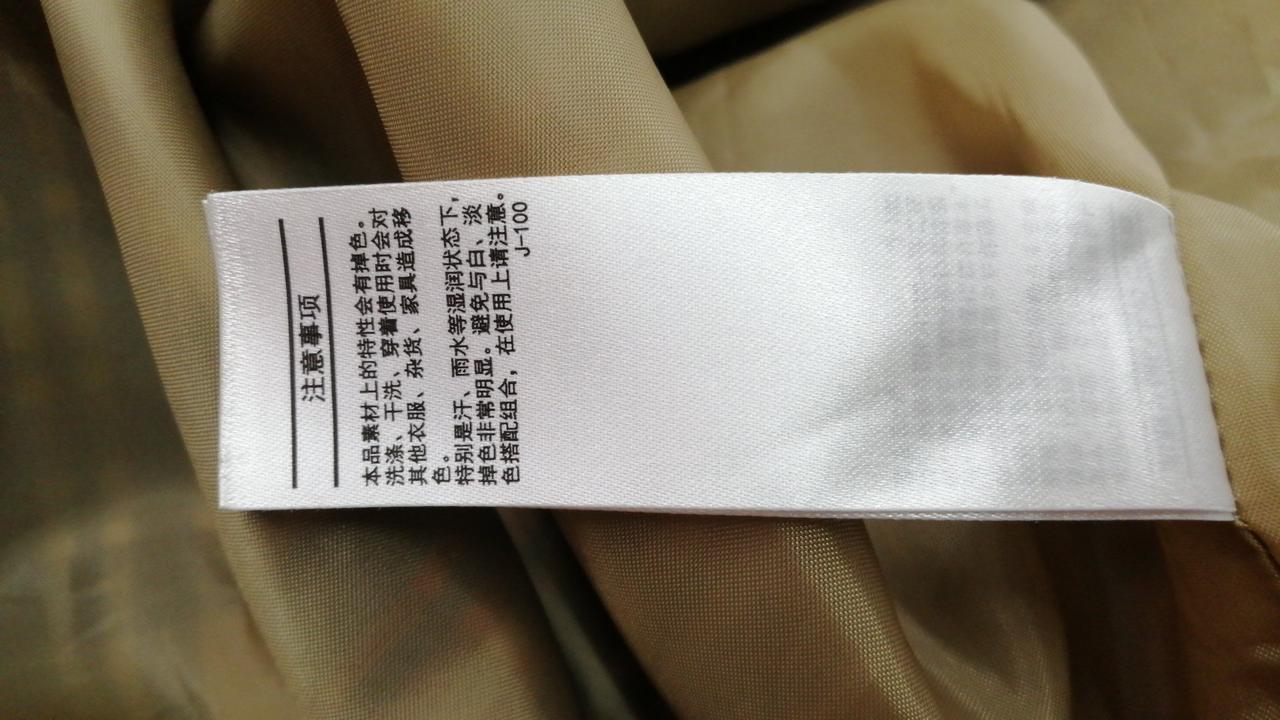 注意事项
本品素材上的特性会有掉色。
洗涤、干洗、穿着使用时会对
其他衣服、杂货、家具造成移
色。
特别是汗、雨水等湿润状态下，
掉色非常明显。避免与白、淡
色搭配组合，在使用上请注意。
J-100